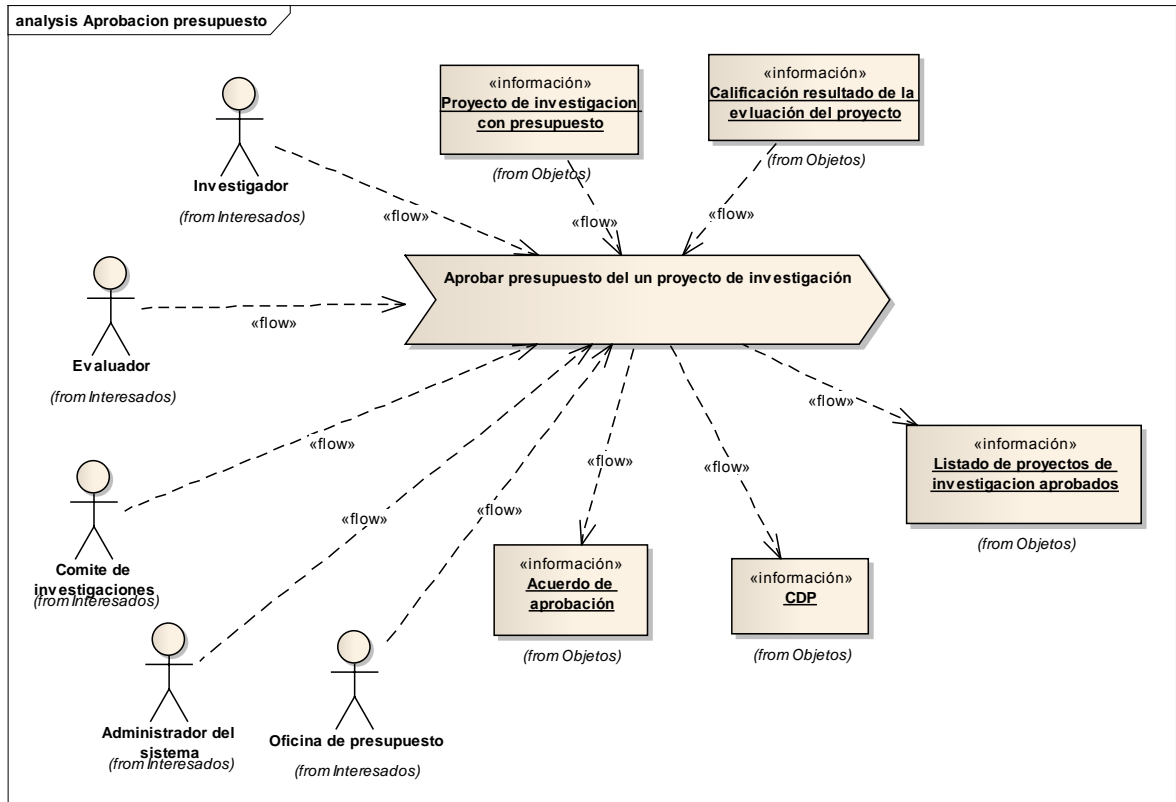 analysis Aprobacion presupuesto
Investigador
(from Interesados)
«información»
Proyecto de investigacion
con presupuesto
(from Objetos)
«información»
Calificación resultado de la
evluación del proyecto
(from Objetos)
«flow»
«flow»
«flow»
Aprobar presupuesto del un proyecto de investigación
Evaluador
(from Interesados)
«flow»
«flow»
Comite de
investigaciones
(from Interesados)
«flow»
«flow»
«flow»
«flow»
«flow»
«información»
Listado de proyectos de
investigacion aprobados
(from Objetos)
«información»
Acuerdo de
aprobación
(from Objetos)
«información»
CDP
(from Objetos)
Administrador del
sistema
(from Interesados)
Oficina de presupuesto
(from Interesados)